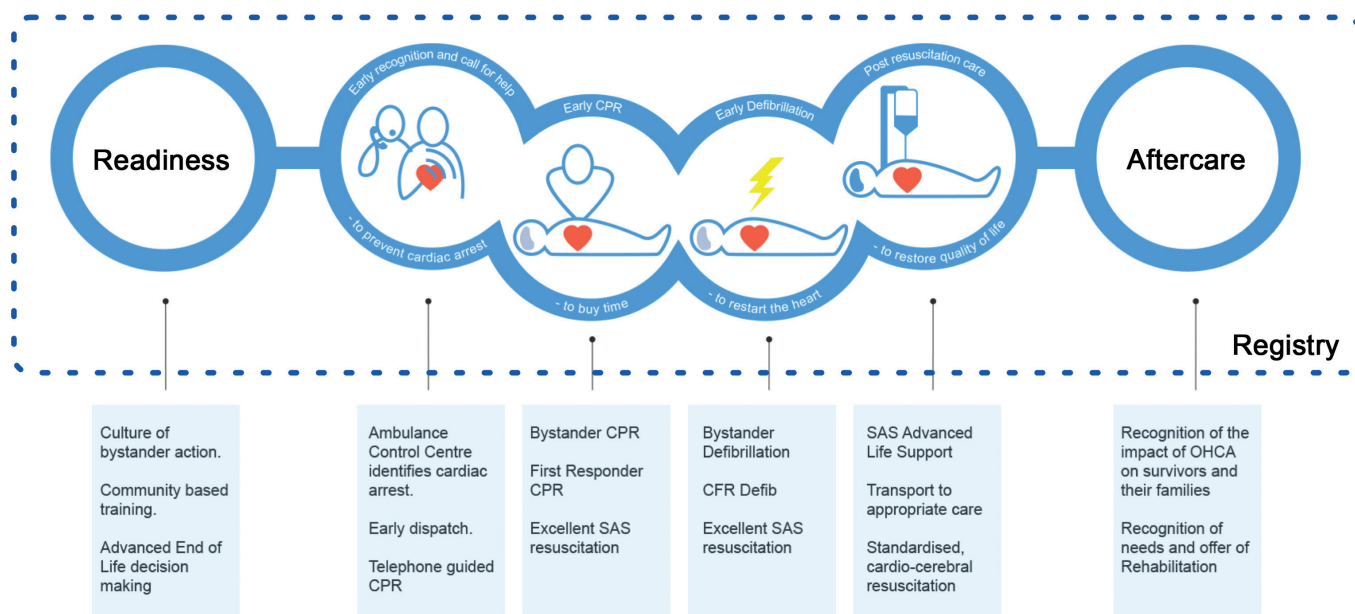 Readiness
Early recognition and call for help
- to prevent cardiac arrest
Early CPR
- to buy time
Early Defibrillation
- to restart the heart
Post resuscitation care
- to restore quality of life
Aftercare
Registry
Culture of
bystander action.
Community based
training.
Advanced End of
Life decision
making
Ambulance
Control Centre
identifies cardiac
arrest.
Early dispatch.
Telephone guided
CPR
Bystander CPR
First Responder
CPR
Excellent SAS
resuscitation
Bystander
Defibrillation
CFR Defib
Excellent SAS
resuscitation
SAS Advanced
Life Support
Transport to
appropriate care
Standardised,
cardio-cerebral
resuscitation
Recognition of the
impact of OHCA
on survivors and
their families
Recognition of
needs and offer of
Rehabilitation